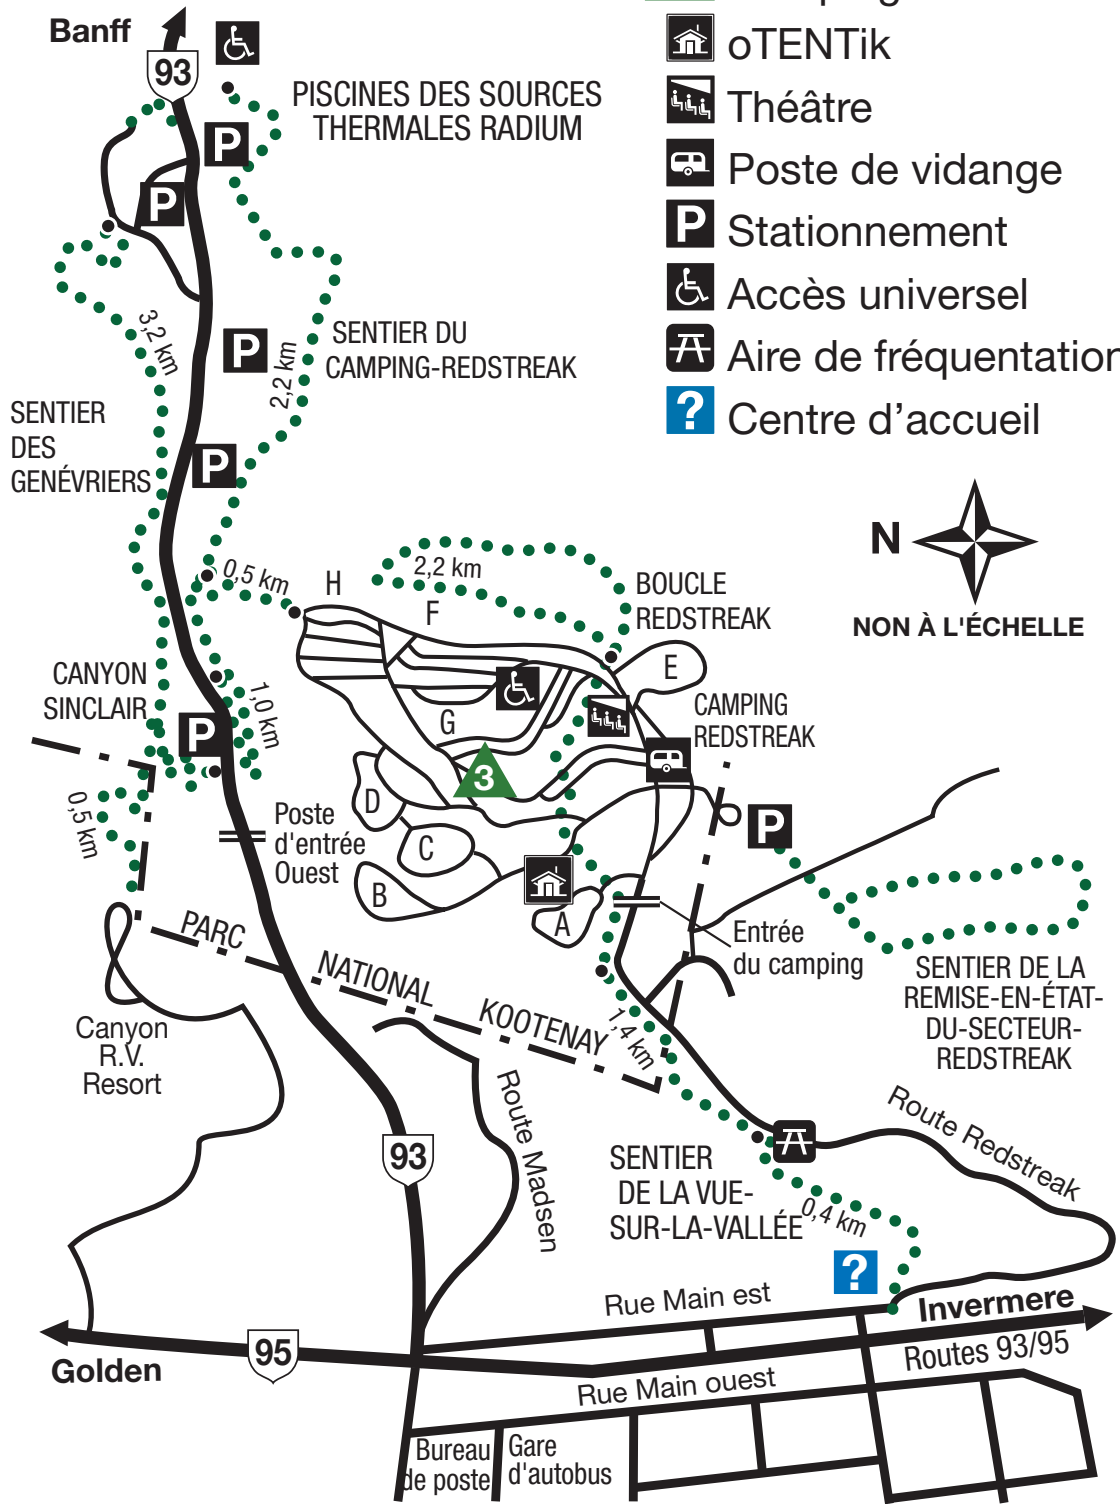 Banff
93
PISCINES DES SOURCES
THERMALES RADIUM
P
P
oTENTik
Théâtre
Poste de vidange
P Stationnement
Accès universel
Aire de fréquentation
? Centre d'accueil
3,2 km
P
SENTIER DU
CAMPING-REDSTREAK
2,2 km
SENTIER
DES
GENÉVRIERS
P
N
NON À L'ÉCHELLE
0,5 km
H
2,2 km
F
BOUCLE
REDSTREAK
E
CANYON
SINCLAIR
1,0 km
P
G
CAMPING
REDSTREAK
3
D
C
B
A
0,5 km
Poste
d'entrée
Ouest
P
Entrée
du camping
PARC
NATIONAL
KOOTENAY
SENTIER DE LA
REMISE-EN-ÉTAT-
DU-SECTEUR-
REDSTREAK
Canyon
R.V.
Resort
1,4 km
Route Madsen
93
Route Redstreak
SENTIER
DE LA VUE-
SUR-LA-VALLÉE
0,4 km
?
Rue Main est
Invermere
Golden
95
Routes 93/95
Rue Main ouest
Bureau
de poste
Gare
d'autobus